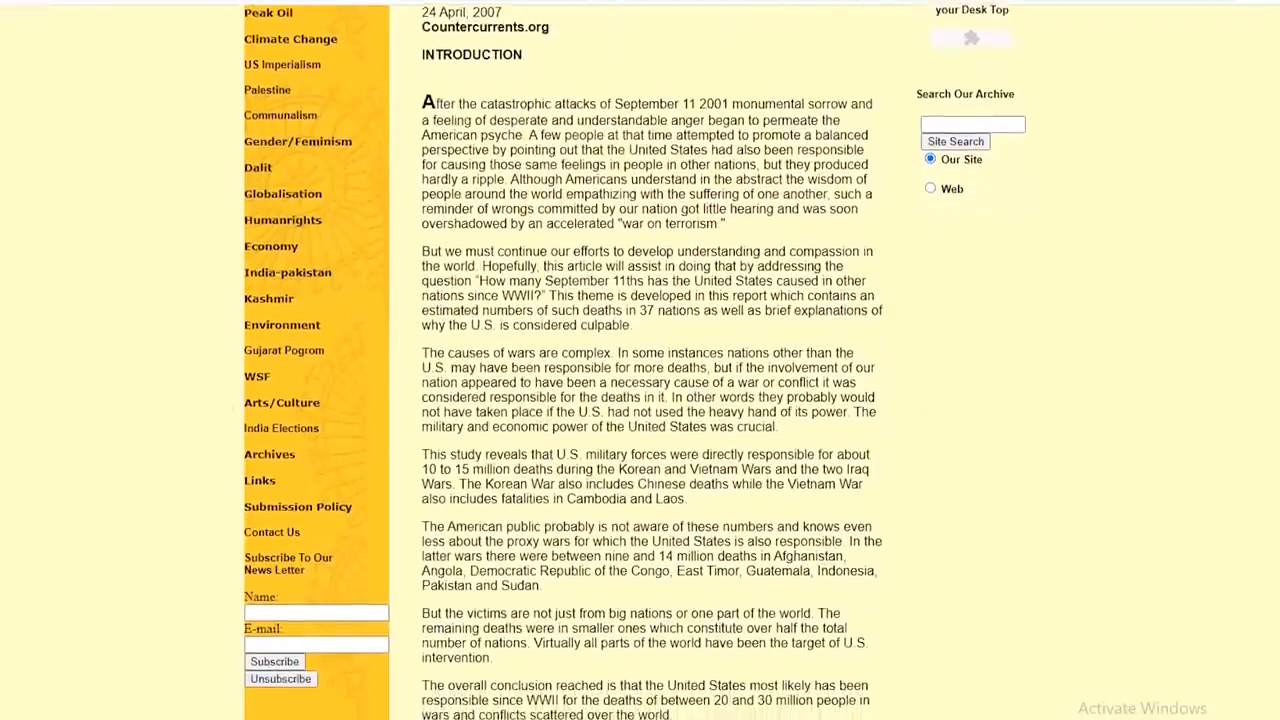 Peak Oil
Climate Change
US Imperialism
Palestine
Communalism
Gender/Feminism
Dalit
Globalisation
Humanrights
Economy
India-pakistan
Kashmir
Environment
Gujarat Pogrom
WSF
Arts/Culture
India Elections
Archives
Links
Submission Policy
Contact Us
Subscribe To Our
News Letter
Name:
E-mail:
Subscribe
Unsubscribe
24 April, 2007
Countercurrents.org
INTRODUCTION
After the catastrophic attacks of September 11 2001 monumental sorrow and
a feeling of desperate and understandable anger began to permeate the
American psyche. A few people at that time attempted to promote a balanced
perspective by pointing out that the United States had also been responsible
for causing those same feelings in people in other nations, but they produced
hardly a ripple. Although Americans understand in the abstract the wisdom of
people around the world empathizing with the suffering of one another, such a
reminder of wrongs committed by our nation got little hearing and was soon
overshadowed by an accelerated "war on terrorism."
But we must continue our efforts to develop understanding and compassion in
the world. Hopefully, this article will assist in doing that by addressing the
question "How many September 11ths has the United States caused in other
nations since WWII?" This theme is developed in this report which contains an
estimated numbers of such deaths in 37 nations as well as brief explanations of
why the U.S. is considered culpable.
The causes of wars are complex. In some instances nations other than the
U.S. may have been responsible for more deaths, but if the involvement of our
nation appeared to have been a necessary cause of a war or conflict it was
considered responsible for the deaths in it. In other words they probably would
not have taken place if the U.S. had not used the heavy hand of its power. The
military and economic power of the United States was crucial.
This study reveals that U.S. military forces were directly responsible for about
10 to 15 million deaths during the Korean and Vietnam Wars and the two Iraq
Wars. The Korean War also includes Chinese deaths while the Vietnam War
also includes fatalities in Cambodia and Laos.
The American public probably is not aware of these numbers and knows even
less about the proxy wars for which the United States is also responsible. In the
latter wars there were between nine and 14 million deaths in Afghanistan,
Angola, Democratic Republic of the Congo, East Timor, Guatemala, Indonesia,
Pakistan and Sudan.
But the victims are not just from big nations or one part of the world. The
remaining deaths were in smaller ones which constitute over half the total
number of nations. Virtually all parts of the world have been the target of U.S.
intervention.
The overall conclusion reached is that the United States most likely has been
responsible since WWII for the deaths of between 20 and 30 million people in
wars and conflicts scattered over the world.
your Desk Top
Search Our Archive
Site Search
Our Site
Web
Activate Windows